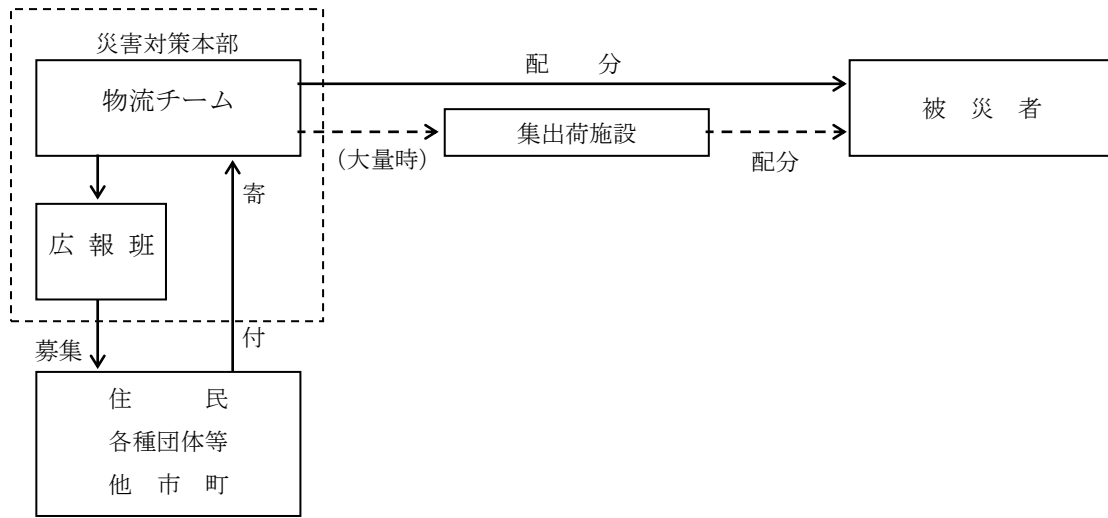 災害対策本部
物流チーム
配　　分
被　災　者
集出荷施設
(大量時)
配分
寄
広 報 班
募集
付
住　　　民
各種団体等
他　市　町